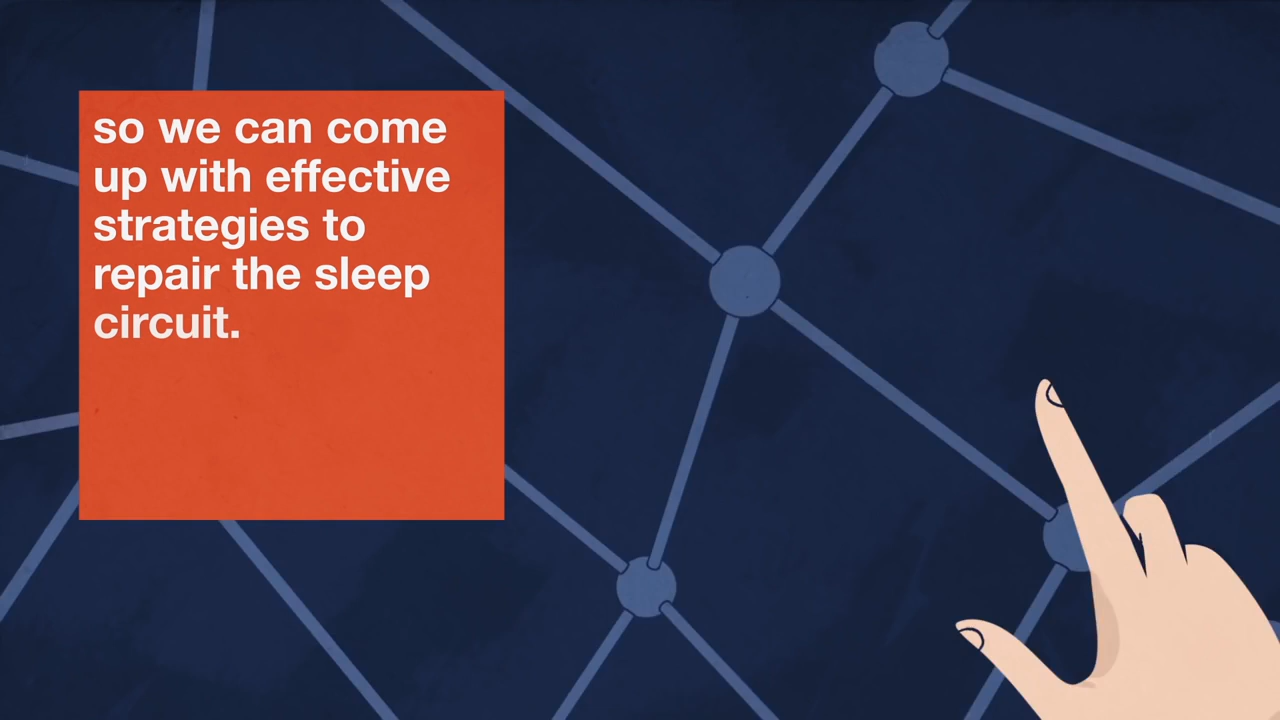 so we can come
up with effective
strategies to
repair the sleep
circuit.